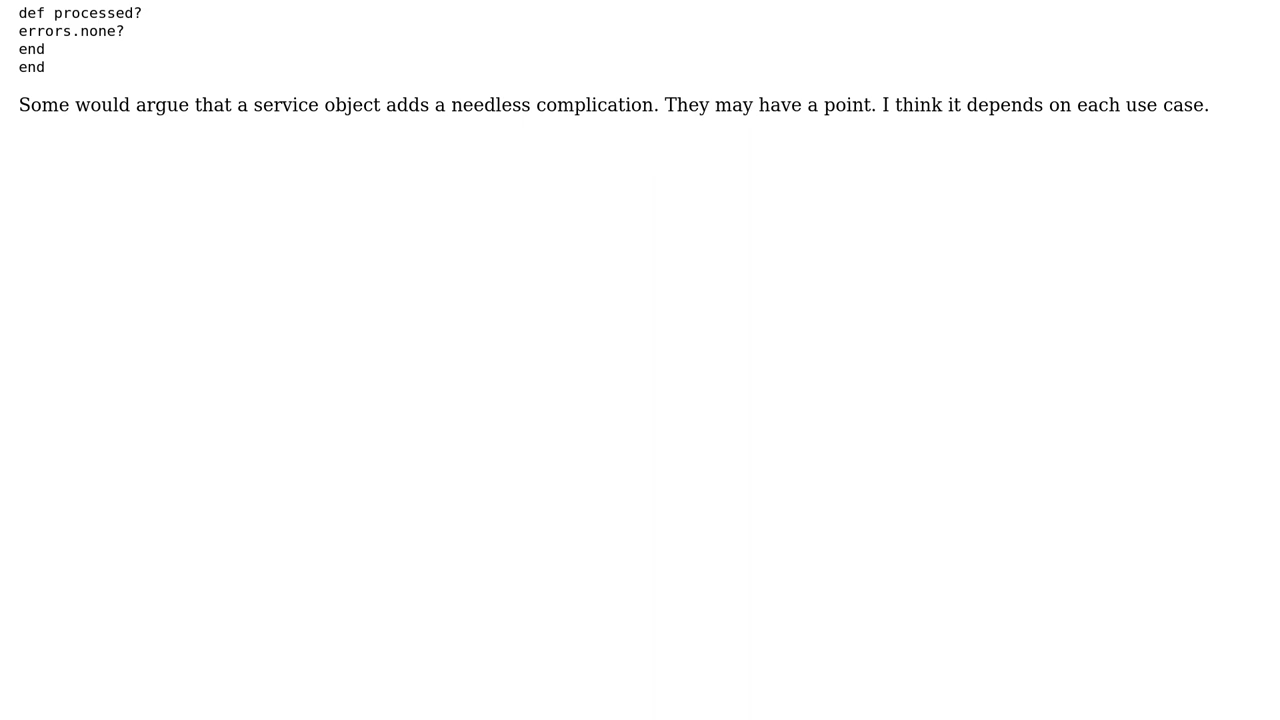 def processed?
errors.none?
end
end
Some would argue that a service object adds a needless complication. They may have a point. I think it depends on each use case.